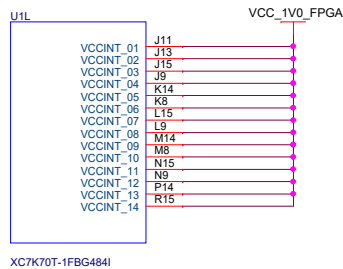 U1L VCC_1V0_FPGA
VCCINT_01 J11
VCCINT_02 J13
VCCINT_03 J15
VCCINT_04 J9
VCCINT_05 K14
VCCINT_06 K8
VCCINT_07 L15
VCCINT_08 L9
VCCINT_09 M14
VCCINT_10 M8
VCCINT_11 N15
VCCINT_12 N9
VCCINT_13 P14
VCCINT_14 R15
XC7K70T-1FBG484I